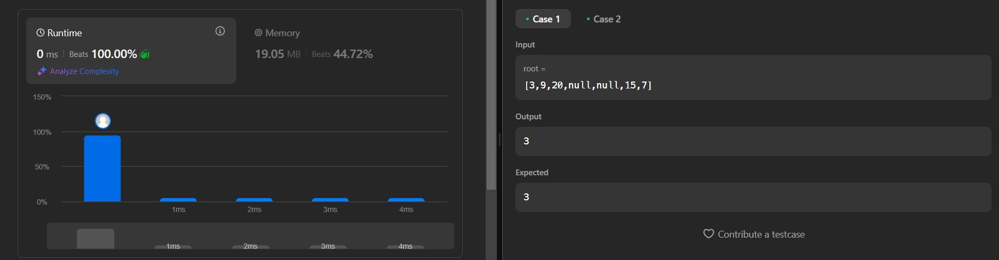 Runtime
0 ms | Beats 100.00%
Analyze Complexity
Memory
19.05 MB | Beats 44.72%
150%
100%
50%
0%
1ms 2ms 3ms 4ms
1ms 2ms 3ms 4ms
Case 1 Case 2
Input
root =
[3,9,20,null,null,15,7]
Output
3
Expected
3
Contribute a testcase